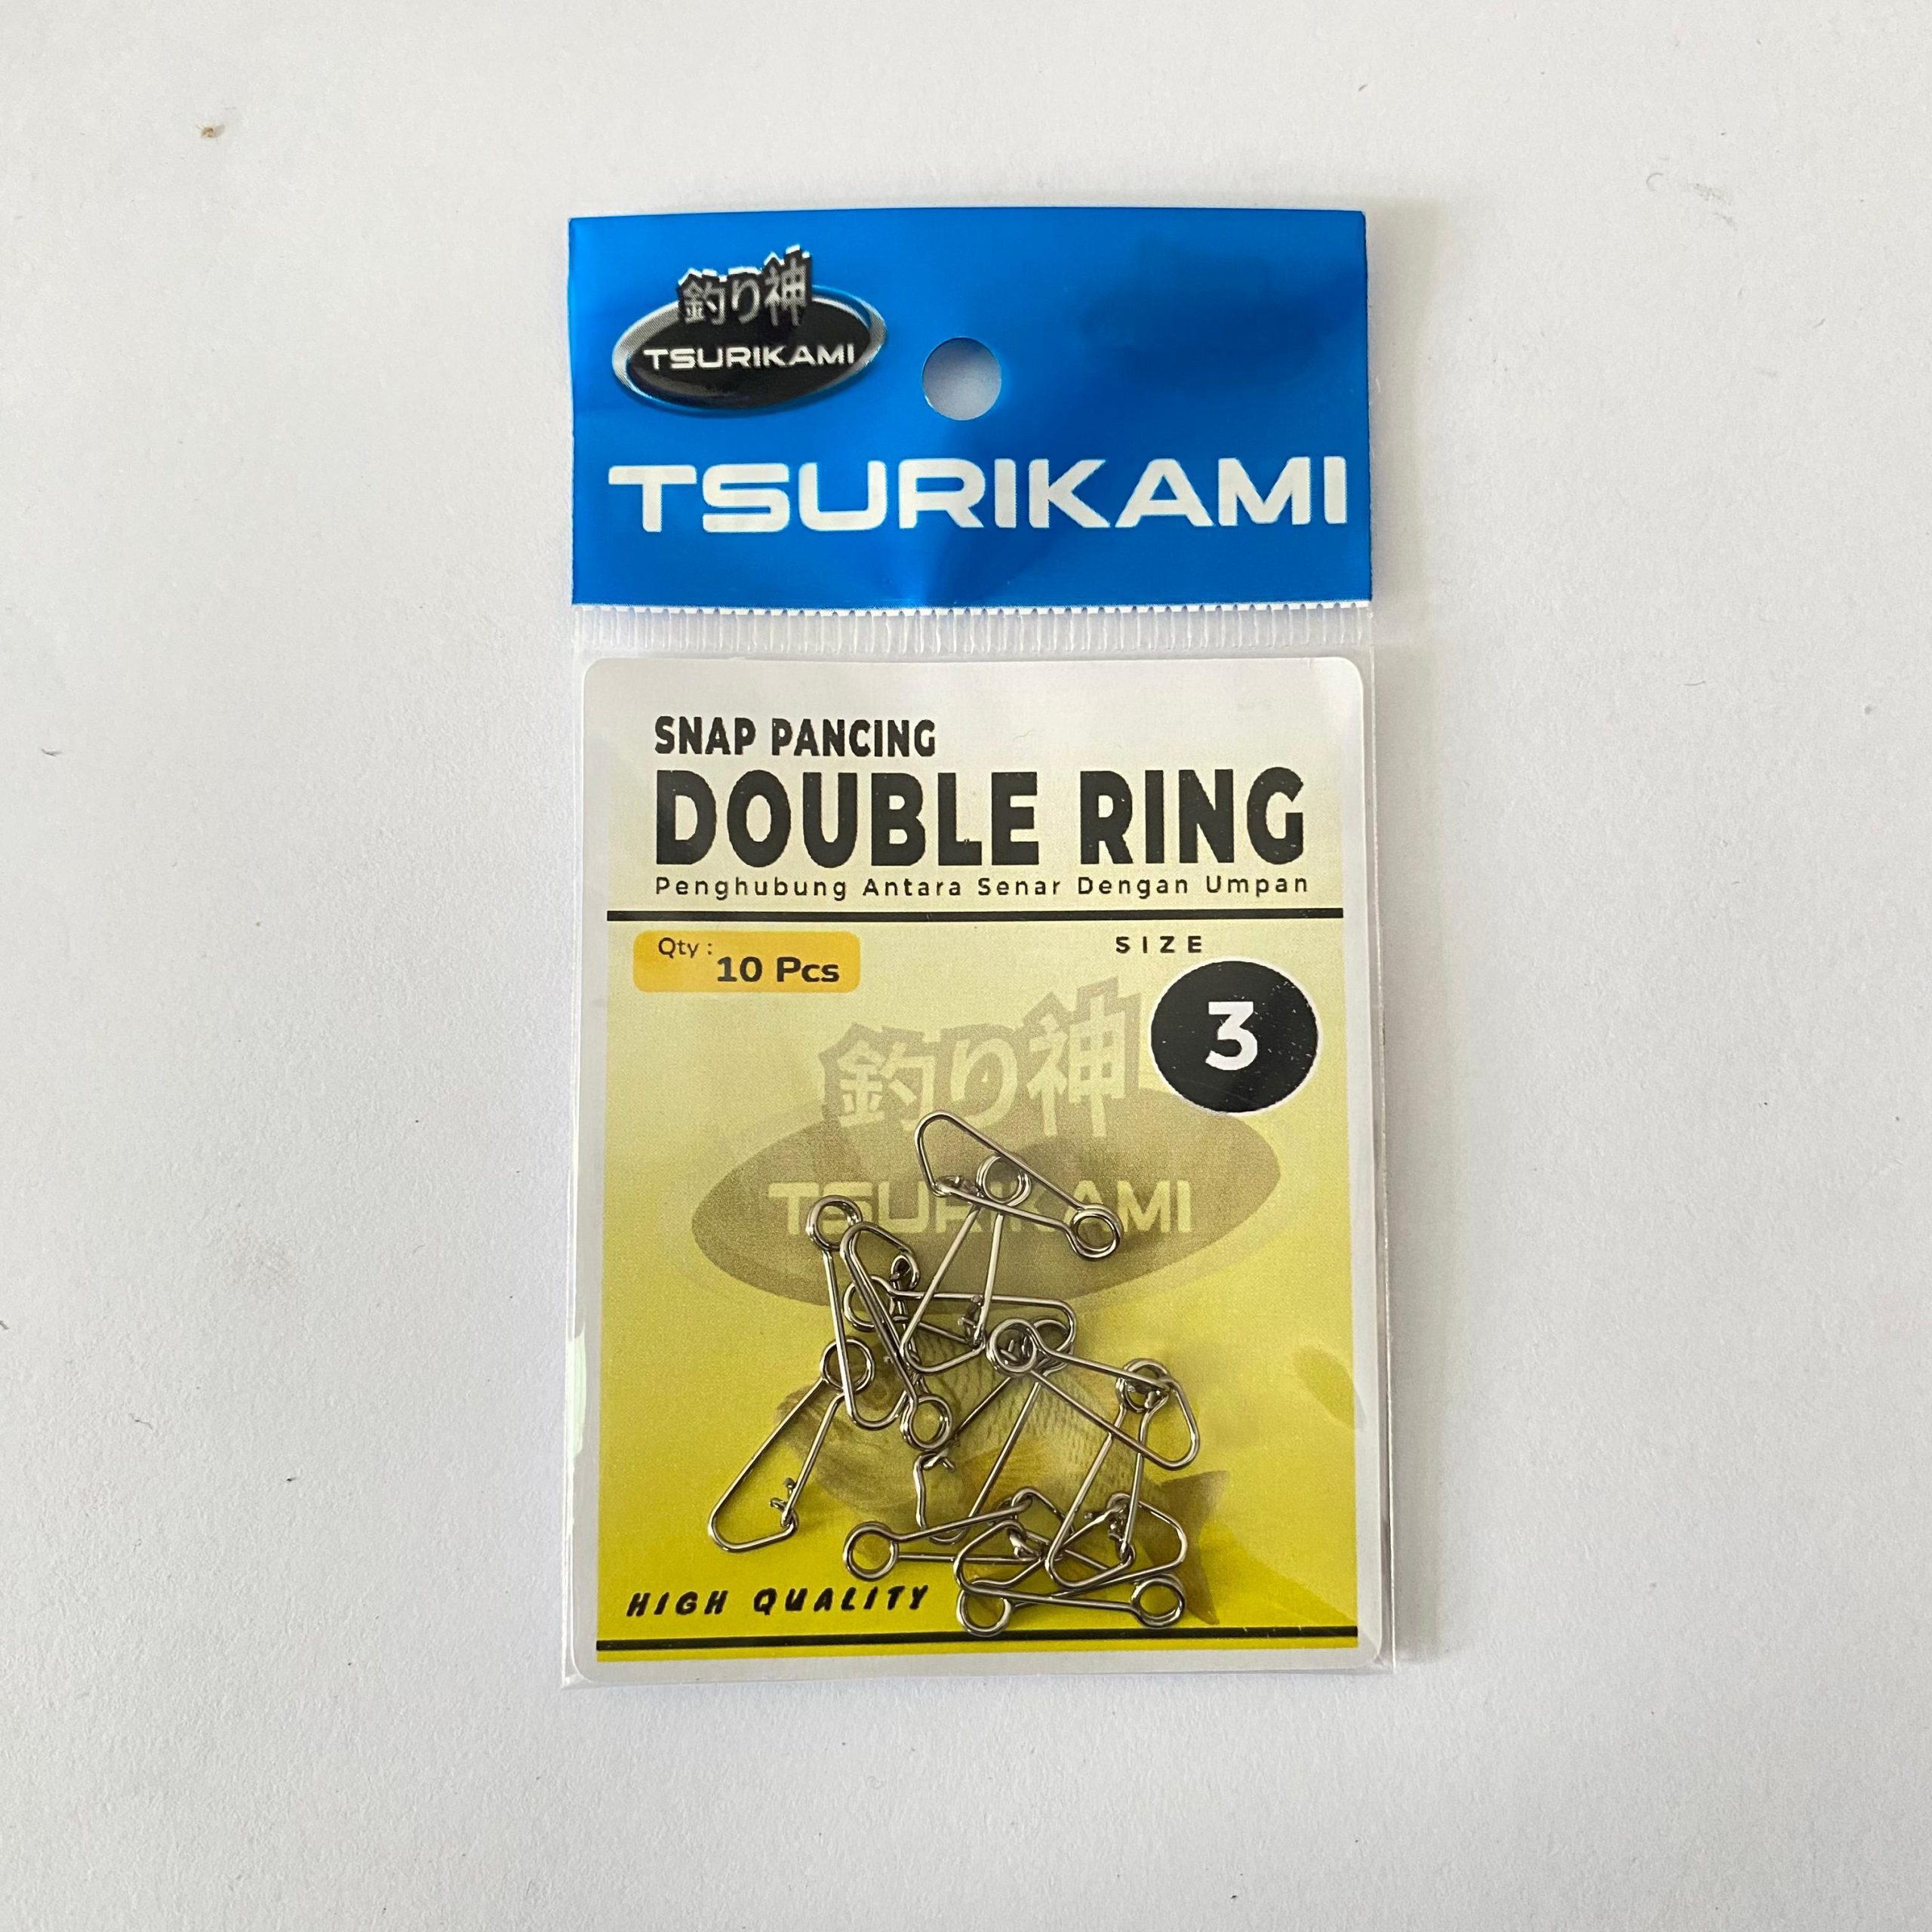 釣り神
TSURIKAMI
TSURIKAMI
SNAP PANCING
DOUBLE RING
Penghubung Antara Senar Dengan Umpan
Qty :
10 Pcs
SIZE
3
釣り神
TSURIKAMI
HIGH QUALITY